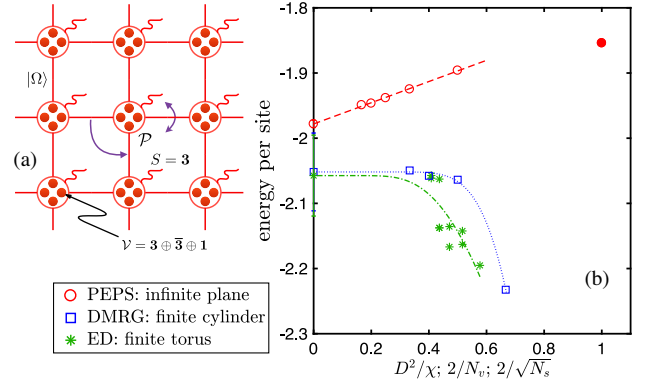 |Ω⟩
𝒫
(a)
S = 3
𝒱 = 3 ⊕ 3̅ ⊕ 1
PEPS: infinite plane
DMRG: finite cylinder
ED: finite torus
energy per site
-1.8
-1.9
-2
-2.1
-2.2
-2.3
(b)
0 0.2 0.4 0.6 0.8 1
D²/χ; 2/Nᵥ; 2/√Nₛ